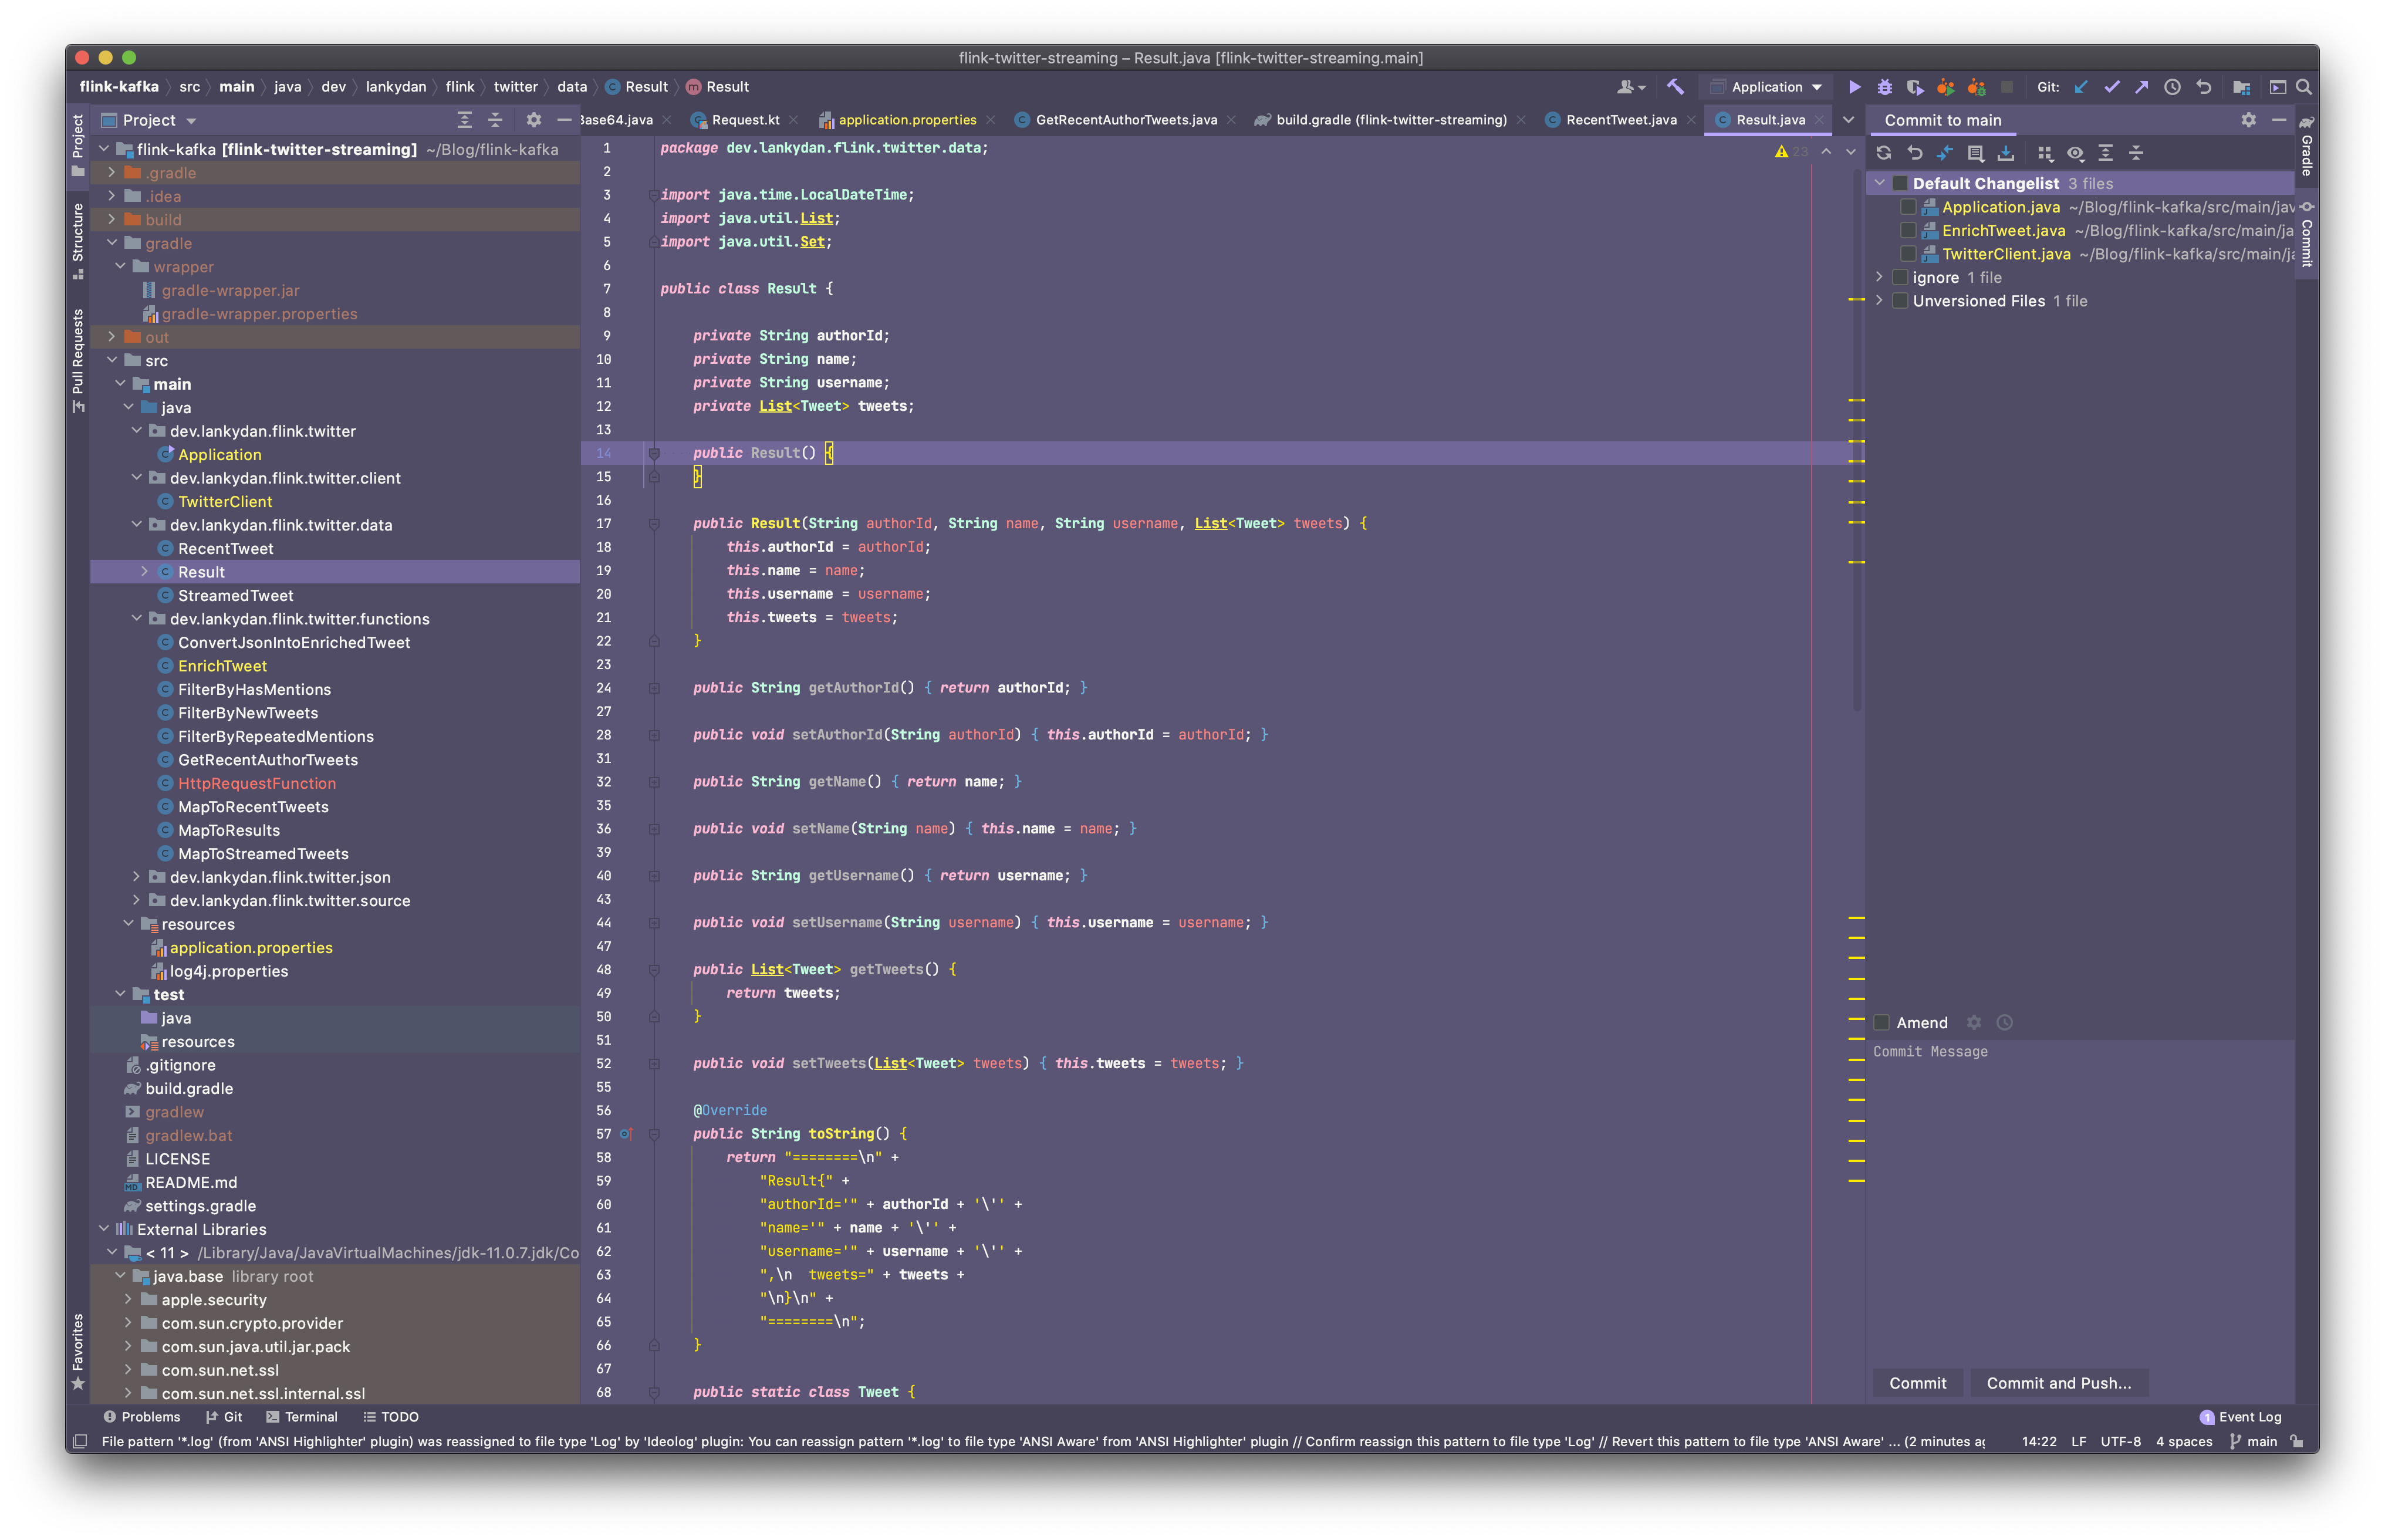 flink-twitter-streaming – Result.java [flink-twitter-streaming.main]
flink-kafka src main java dev lankydan flink twitter data Result Result
Application Git:
Project
Base64.java Request.kt application.properties GetRecentAuthorTweets.java build.gradle (flink-twitter-streaming) RecentTweet.java Result.java
Commit to main
Project
Structure
Pull Requests
Favorites
flink-kafka [flink-twitter-streaming] ~/Blog/flink-kafka
.gradle
.idea
build
gradle
wrapper
gradle-wrapper.jar
gradle-wrapper.properties
out
src
main
java
dev.lankydan.flink.twitter
Application
dev.lankydan.flink.twitter.client
TwitterClient
dev.lankydan.flink.twitter.data
RecentTweet
Result
StreamedTweet
dev.lankydan.flink.twitter.functions
ConvertJsonIntoEnrichedTweet
EnrichTweet
FilterByHasMentions
FilterByNewTweets
FilterByRepeatedMentions
GetRecentAuthorTweets
HttpRequestFunction
MapToRecentTweets
MapToResults
MapToStreamedTweets
dev.lankydan.flink.twitter.json
dev.lankydan.flink.twitter.source
resources
application.properties
log4j.properties
test
java
resources
.gitignore
build.gradle
gradlew
gradlew.bat
LICENSE
README.md
settings.gradle
External Libraries
< 11 > /Library/Java/JavaVirtualMachines/jdk-11.0.7.jdk/Co
java.base library root
apple.security
com.sun.crypto.provider
com.sun.java.util.jar.pack
com.sun.net.ssl
com.sun.net.ssl.internal.ssl
23
1 package dev.lankydan.flink.twitter.data;
2
3 import java.time.LocalDateTime;
4 import java.util.List;
5 import java.util.Set;
6
7 public class Result {
8
9 private String authorId;
10 private String name;
11 private String username;
12 private List<Tweet> tweets;
13
14 public Result() {
15 }
16
17 public Result(String authorId, String name, String username, List<Tweet> tweets) {
18 this.authorId = authorId;
19 this.name = name;
20 this.username = username;
21 this.tweets = tweets;
22 }
23
24 public String getAuthorId() { return authorId; }
27
28 public void setAuthorId(String authorId) { this.authorId = authorId; }
31
32 public String getName() { return name; }
35
36 public void setName(String name) { this.name = name; }
39
40 public String getUsername() { return username; }
43
44 public void setUsername(String username) { this.username = username; }
47
48 public List<Tweet> getTweets() {
49 return tweets;
50 }
51
52 public void setTweets(List<Tweet> tweets) { this.tweets = tweets; }
55
56 @Override
57 public String toString() {
58 return "========\n" +
59 "Result{" +
60 "authorId='" + authorId + '\'' +
61 "name='" + name + '\'' +
62 "username='" + username + '\'' +
63 ",\n  tweets=" + tweets +
64 "\n}\n" +
65 "========\n";
66 }
67
68 public static class Tweet {
Default Changelist 3 files
Application.java ~/Blog/flink-kafka/src/main/jav
EnrichTweet.java ~/Blog/flink-kafka/src/main/ja
TwitterClient.java ~/Blog/flink-kafka/src/main/ja
ignore 1 file
Unversioned Files 1 file
Amend
Commit Message
Commit Commit and Push...
Gradle
Commit
Problems Git Terminal TODO
1 Event Log
File pattern '*.log' (from 'ANSI Highlighter' plugin) was reassigned to file type 'Log' by 'Ideolog' plugin: You can reassign pattern '*.log' to file type 'ANSI Aware' from 'ANSI Highlighter' plugin // Confirm reassign this pattern to file type 'Log' // Revert this pattern to file type 'ANSI Aware' ... (2 minutes ag
14:22 LF UTF-8 4 spaces main